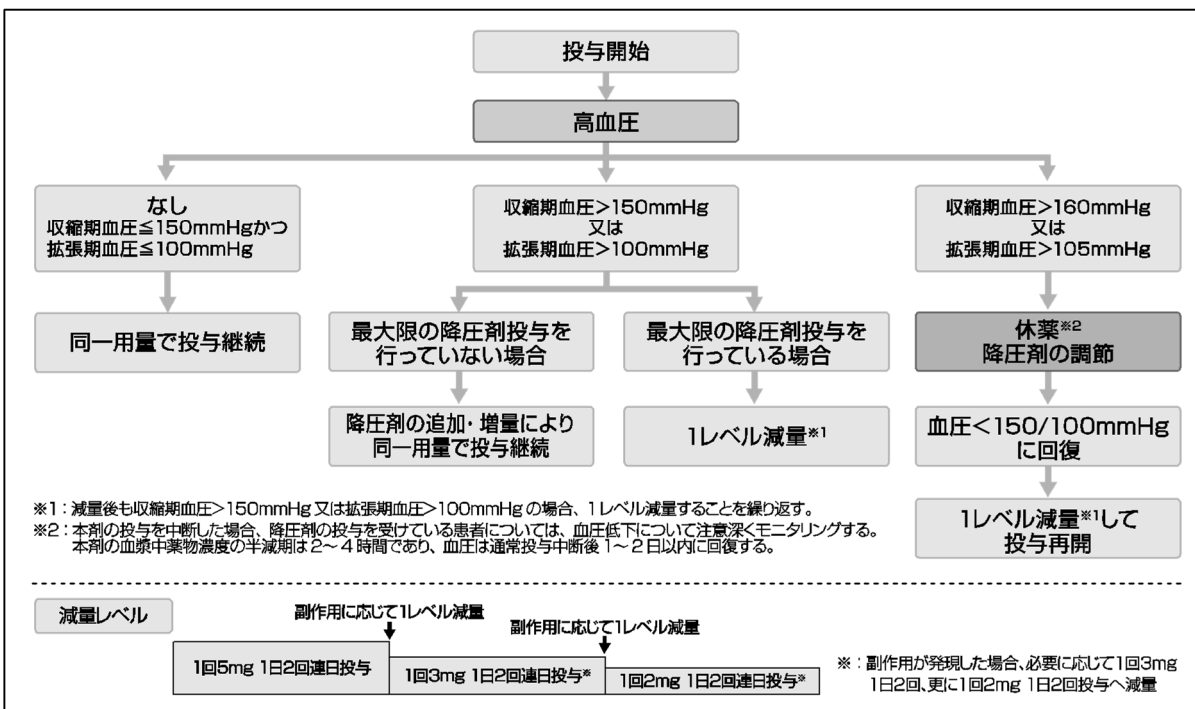 投与開始
高血圧
なし
収縮期血圧≦150mmHgかつ
拡張期血圧≦100mmHg
収縮期血圧>150mmHg
又は
拡張期血圧>100mmHg
収縮期血圧>160mmHg
又は
拡張期血圧>105mmHg
同一用量で投与継続
最大限の降圧剤投与を
行っていない場合
最大限の降圧剤投与を
行っている場合
休薬※2
降圧剤の調節
降圧剤の追加・増量により
同一用量で投与継続
1レベル減量※1
血圧<150/100mmHg
に回復
1レベル減量※1して
投与再開
※1：減量後も収縮期血圧>150mmHg又は拡張期血圧>100mmHgの場合、1レベル減量することを繰り返す。
※2：本剤の投与を中断した場合、降圧剤の投与を受けている患者については、血圧低下について注意深くモニタリングする。
本剤の血漿中薬物濃度の半減期は2～4時間であり、血圧は通常投与中断後1～2日以内に回復する。
減量レベル
副作用に応じて1レベル減量
副作用に応じて1レベル減量
1回5mg 1日2回連日投与
1回3mg 1日2回連日投与※
1回2mg 1日2回連日投与※
※：副作用が発現した場合、必要に応じて1回3mg
1日2回、更に1回2mg 1日2回投与へ減量